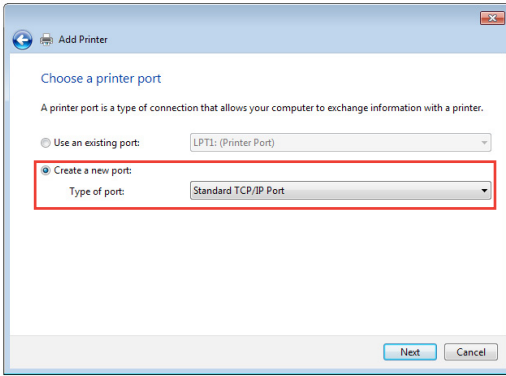 Add Printer
Choose a printer port
A printer port is a type of connection that allows your computer to exchange information with a printer.
Use an existing port: LPT1: (Printer Port)
Create a new port:
Type of port: Standard TCP/IP Port
Next Cancel